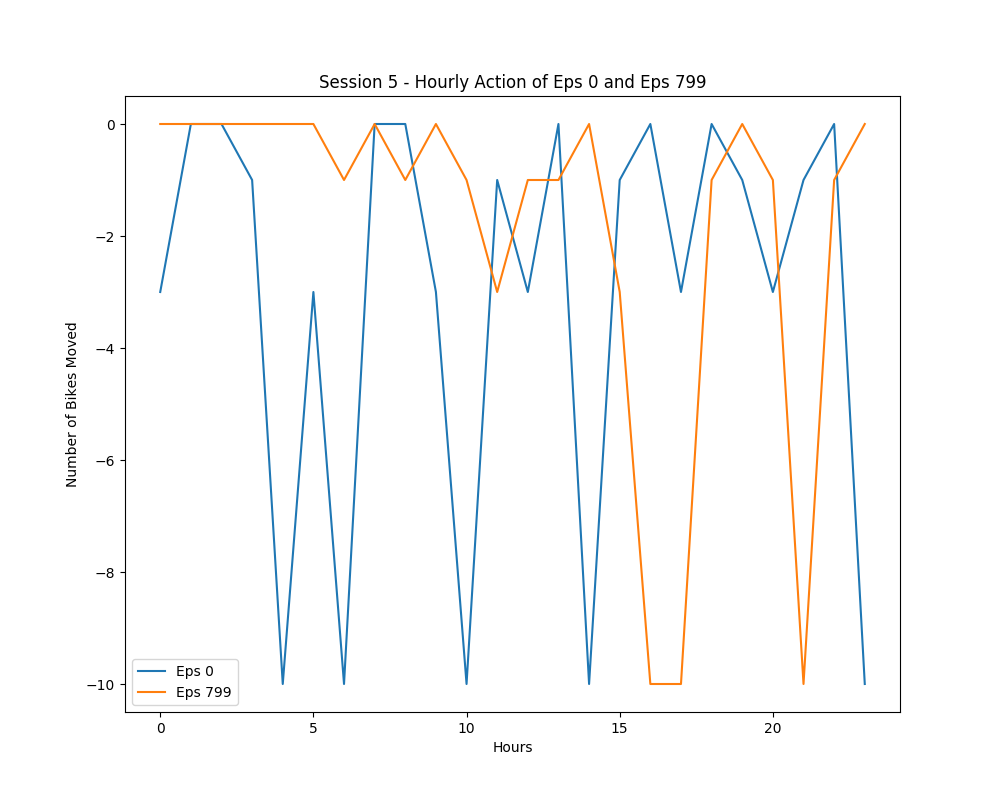 Session 5 - Hourly Action of Eps 0 and Eps 799
Number of Bikes Moved
0
−2
−4
−6
−8
−10
Eps 0
Eps 799
0
5
10
15
20
Hours